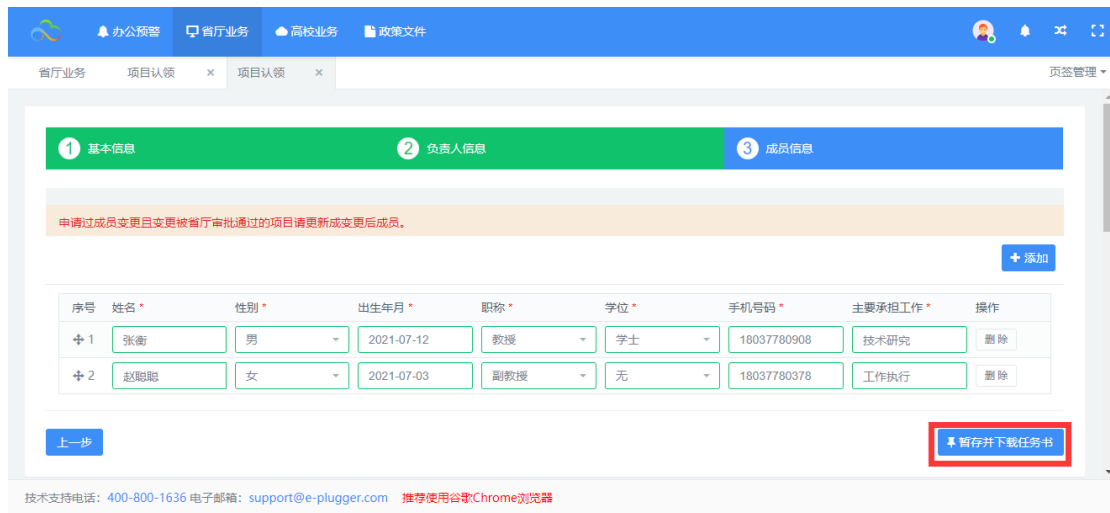 办公预警 省厅业务 高校业务 政策文件
省厅业务 项目认领 × 项目认领 × 页签管理
1 基本信息 2 负责人信息 3 成员信息
申请过成员变更且变更被省厅审批通过的项目请更新成变更后成员。
+ 添加
序号 姓名 * 性别 * 出生年月 * 职称 * 学位 * 手机号码 * 主要承担工作 * 操作
1 张衡 男 2021-07-12 教授 学士 18037780908 技术研究 删除
2 赵聪聪 女 2021-07-03 副教授 无 18037780378 工作执行 删除
上一步 暂存并下载任务书
技术支持电话：400-800-1636 电子邮箱：support@e-plugger.com 推荐使用谷歌Chrome浏览器